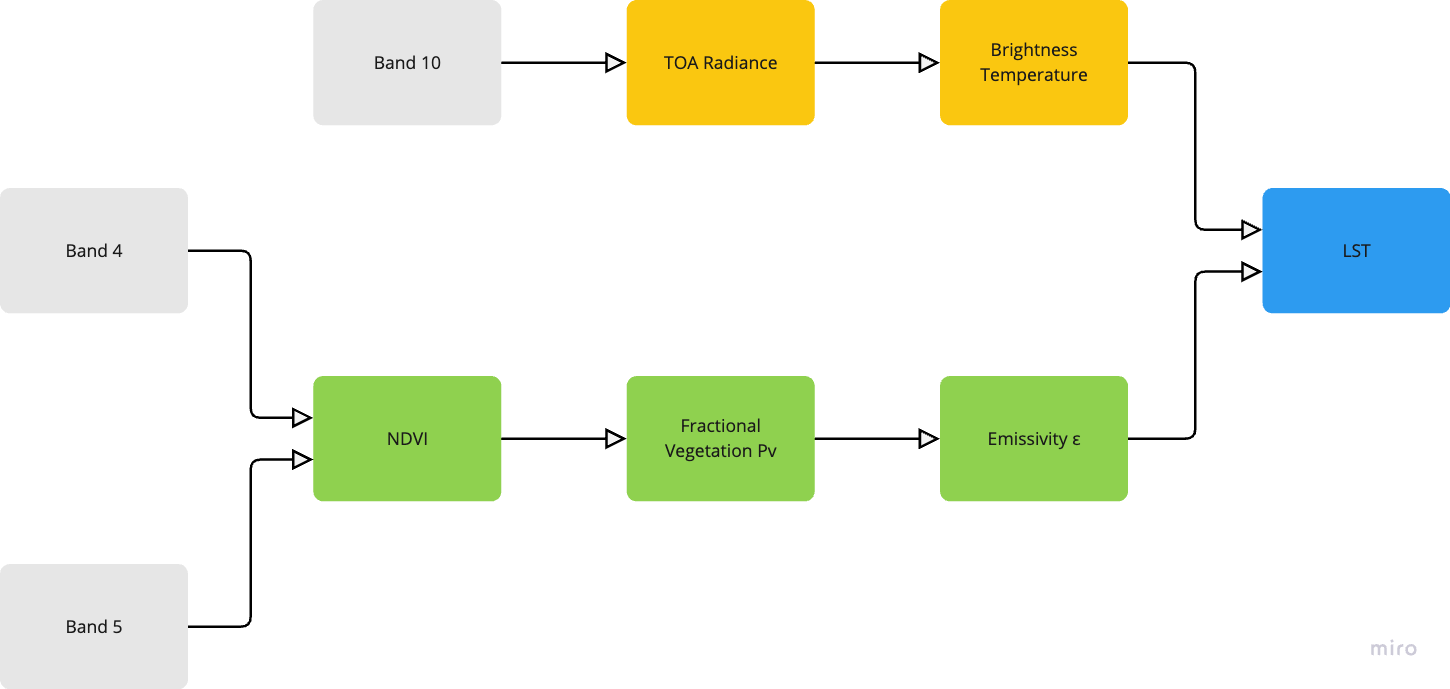 Band 10
TOA Radiance
Brightness
Temperature
Band 4
LST
NDVI
Fractional
Vegetation Pv
Emissivity ε
Band 5
miro